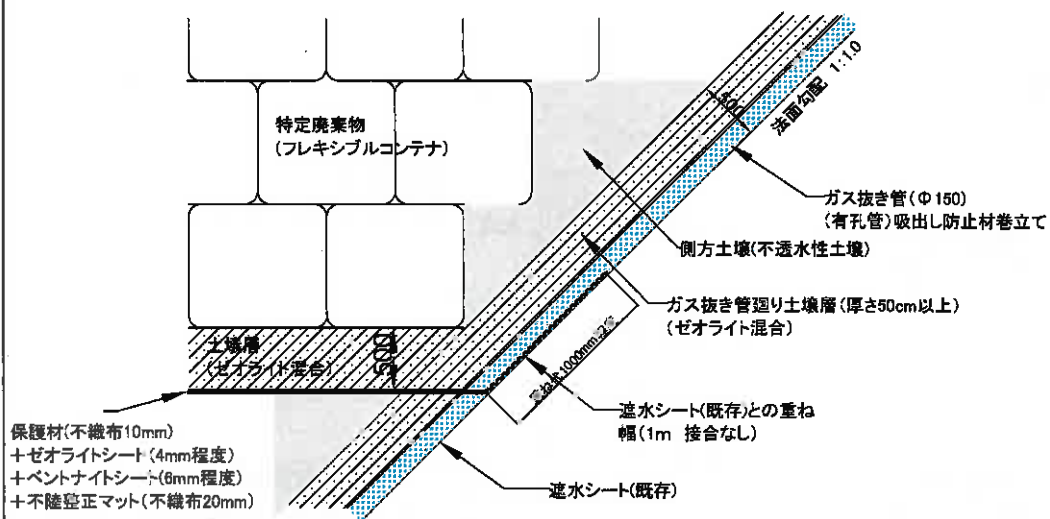 特定廃棄物
(フレキシブルコンテナ)
500
法面勾配 1:1.0
ガス抜き管(Φ150)
(有孔管)吸出し防止材巻立て
側方土壌(不透水性土壌)
ガス抜き管廻り土壌層(厚さ50cm以上)
(ゼオライト混合)
土壌層
(ゼオライト混合)
500
1000mm
遮水シート(既存)との重ね
幅(1m 接合なし)
遮水シート(既存)
保護材(不織布10mm)
+ゼオライトシート(4mm程度)
+ベントナイトシート(6mm程度)
+不陸整正マット(不織布20mm)